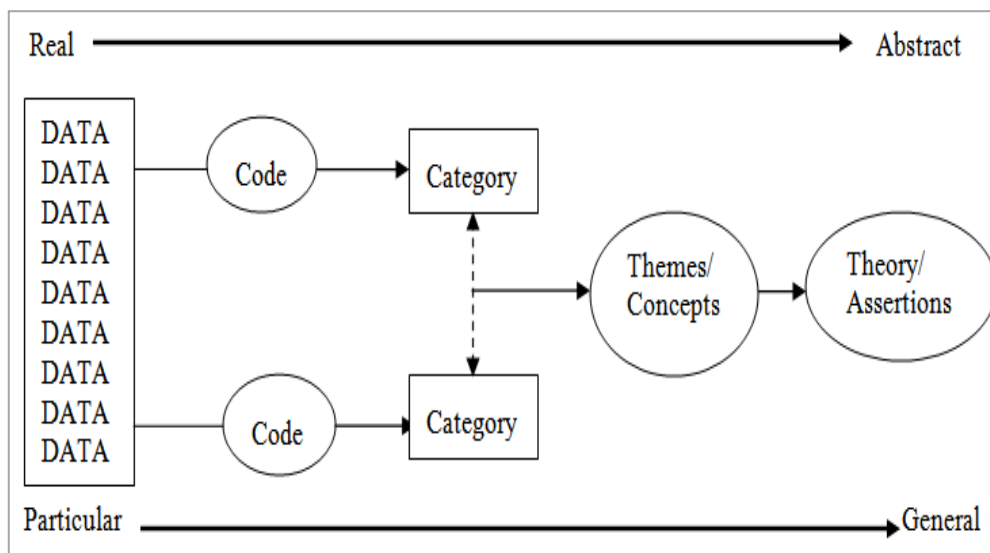 Real
Abstract
DATA
DATA
DATA
DATA
DATA
DATA
DATA
DATA
DATA
Code
Category
Code
Category
Themes/
Concepts
Theory/
Assertions
Particular
General